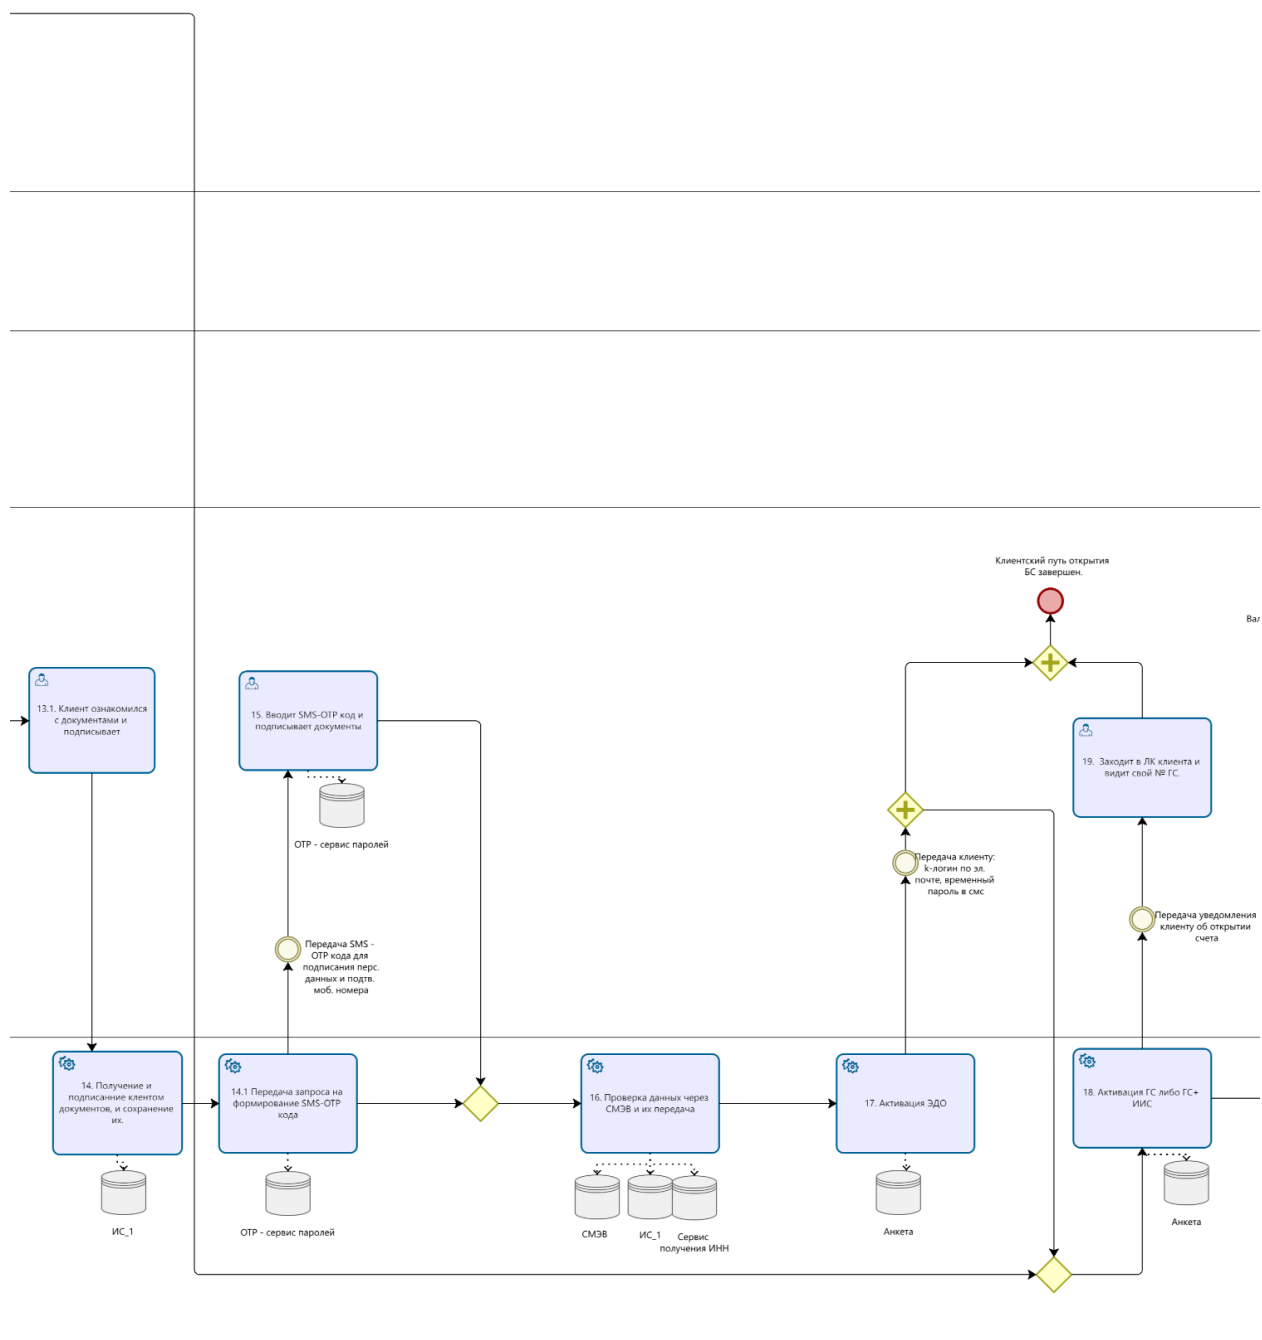 Клиентский путь открытия
БС завершен.
Вал
13.1. Клиент ознакомился
с документами и
подписывает
15. Вводит SMS-OTP код и
подписывает документы
OTP - сервис паролей
19. Заходит в ЛК клиента и
видит свой № ГС.
Передача клиенту:
k-логин по эл.
почте, временный
пароль в смс
Передача SMS -
OTP кода для
подписания перс.
данных и подтв.
моб. номера
Передача уведомления
клиенту об открытии
счета
14. Получение и
подписанние клентом
документов, и сохранение
их.
14.1 Передача запроса на
формирование SMS-OTP
кода
16. Проверка данных через
СМЭВ и их передача
17. Активация ЭДО
18. Активация ГС либо ГС+
ИИС
ИС_1
OTP - сервис паролей
СМЭВ
ИС_1
Сервис
получения ИНН
Анкета
Анкета